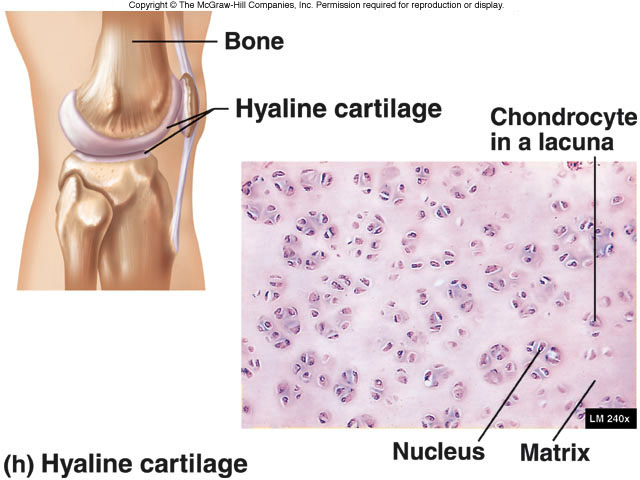 Copyright © The McGraw-Hill Companies, Inc. Permission required for reproduction or display.
Bone
Hyaline cartilage
Chondrocyte
in a lacuna
LM 240x
Nucleus
Matrix
(h) Hyaline cartilage